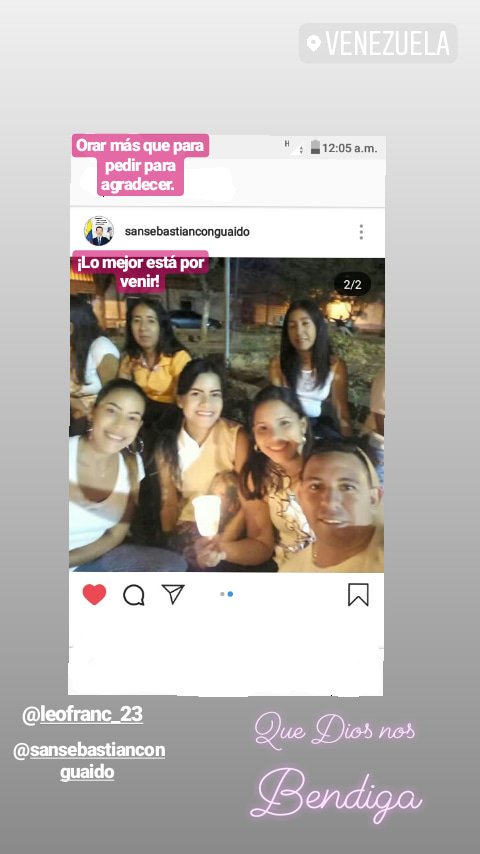 VENEZUELA
Orar más que para
pedir para
agradecer.
H
12:05 a.m.
sansebastianconguaido
¡Lo mejor está por
venir!
2/2
@leofranc_23
@sansebastiancon
guaido
Que Dios nos
Bendiga